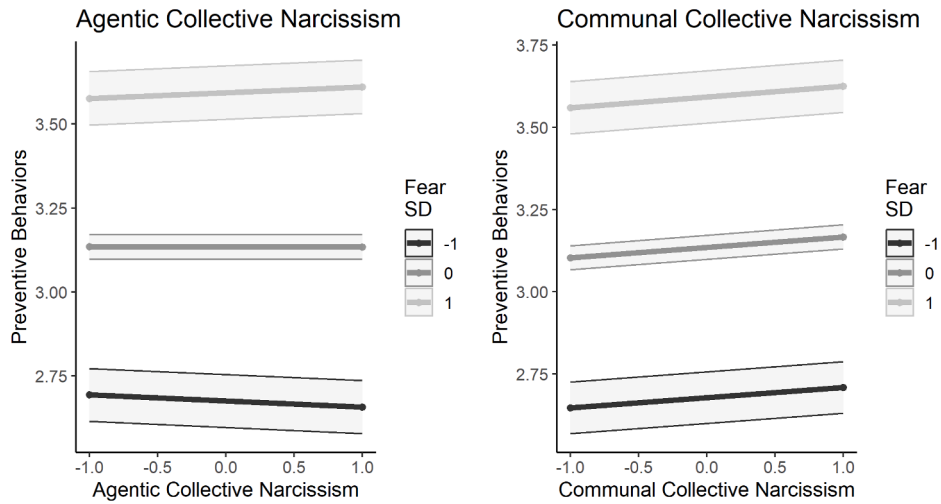 Agentic Collective Narcissism
Preventive Behaviors
3.50
3.25
3.00
2.75
-1.0
-0.5
0.0
0.5
1.0
Agentic Collective Narcissism
Fear
SD
-1
0
1
Communal Collective Narcissism
Preventive Behaviors
3.75
3.50
3.25
3.00
2.75
-1.0
-0.5
0.0
0.5
1.0
Communal Collective Narcissism
Fear
SD
-1
0
1